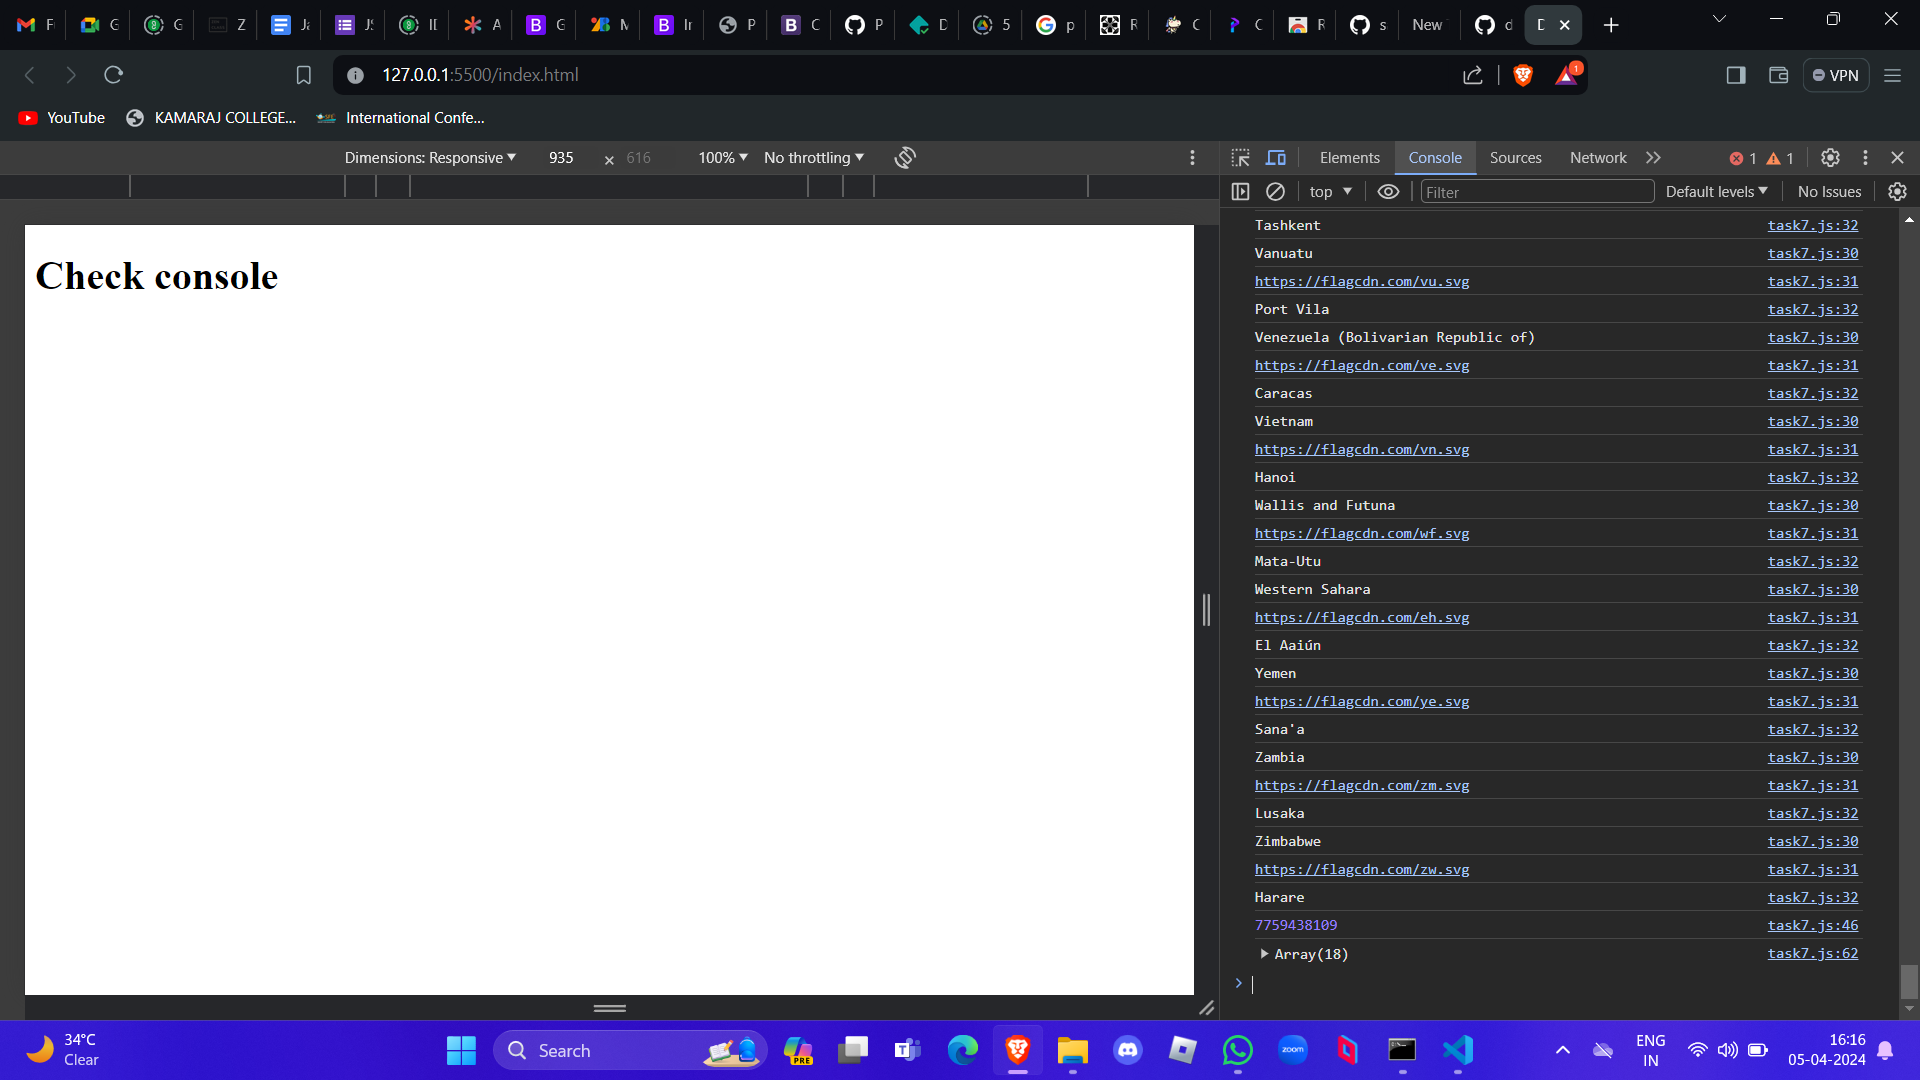 F G G Z Ja JS ID A G M In P C P D 5 p R C C R s New d D
127.0.0.1:5500/index.html
1
VPN
YouTube KAMARAJ COLLEGE... International Confe...
Dimensions: Responsive 935 × 616 100% No throttling
Elements Console Sources Network 1 1
top Filter Default levels No Issues
Check console
Tashkent task7.js:32
Vanuatu task7.js:30
https://flagcdn.com/vu.svg task7.js:31
Port Vila task7.js:32
Venezuela (Bolivarian Republic of) task7.js:30
https://flagcdn.com/ve.svg task7.js:31
Caracas task7.js:32
Vietnam task7.js:30
https://flagcdn.com/vn.svg task7.js:31
Hanoi task7.js:32
Wallis and Futuna task7.js:30
https://flagcdn.com/wf.svg task7.js:31
Mata-Utu task7.js:32
Western Sahara task7.js:30
https://flagcdn.com/eh.svg task7.js:31
El Aaiún task7.js:32
Yemen task7.js:30
https://flagcdn.com/ye.svg task7.js:31
Sana'a task7.js:32
Zambia task7.js:30
https://flagcdn.com/zm.svg task7.js:31
Lusaka task7.js:32
Zimbabwe task7.js:30
https://flagcdn.com/zw.svg task7.js:31
Harare task7.js:32
7759438109 task7.js:46
Array(18) task7.js:62
34°C
Clear
Search
PRE
zoom
ENG
IN
16:16
05-04-2024